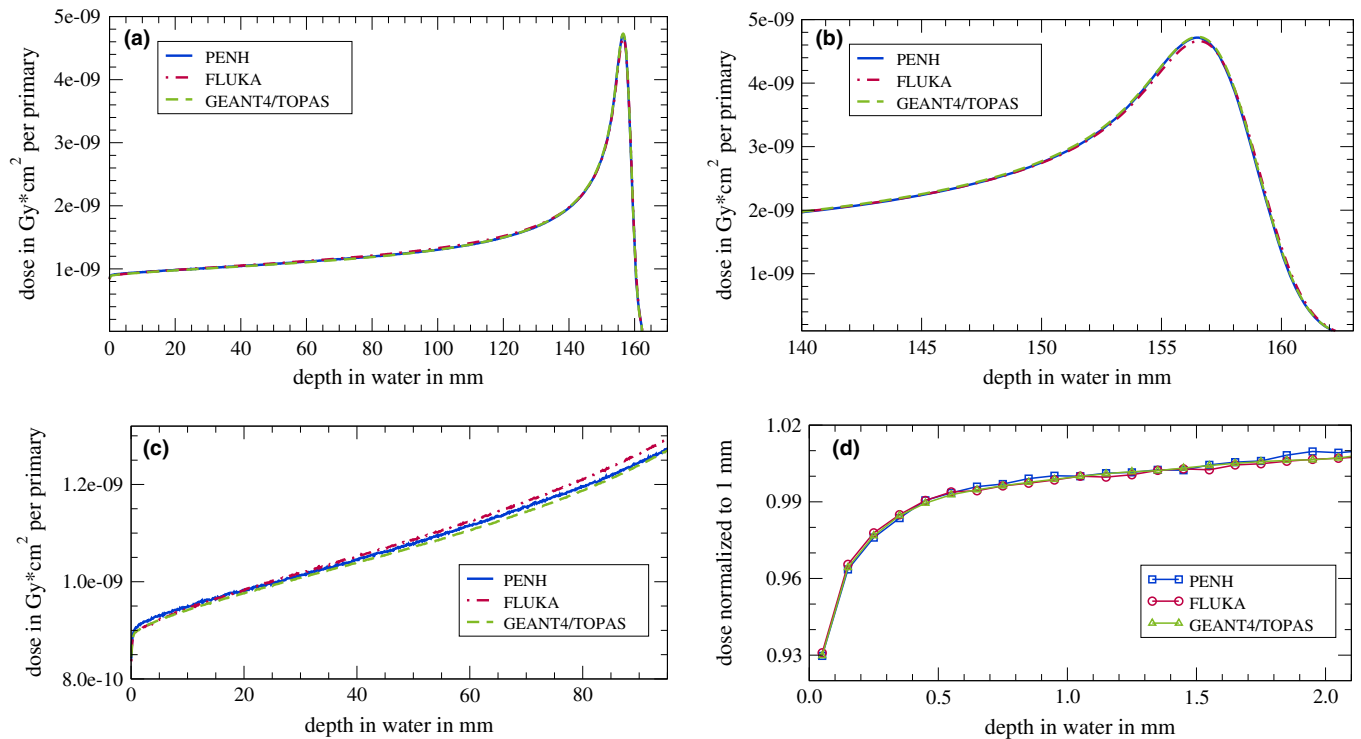 (a)
dose in Gy*cm² per primary
5e-09
4e-09
3e-09
2e-09
1e-09
PENH
FLUKA
GEANT4/TOPAS
0 20 40 60 80 100 120 140 160
depth in water in mm
(b)
dose in Gy*cm² per primary
5e-09
4e-09
3e-09
2e-09
1e-09
PENH
FLUKA
GEANT4/TOPAS
140 145 150 155 160
depth in water in mm
(c)
dose in Gy*cm² per primary
1.2e-09
1.0e-09
8.0e-10
PENH
FLUKA
GEANT4/TOPAS
0 20 40 60 80
depth in water in mm
(d)
dose normalized to 1 mm
1.02
0.99
0.96
0.93
PENH
FLUKA
GEANT4/TOPAS
0.0 0.5 1.0 1.5 2.0
depth in water in mm